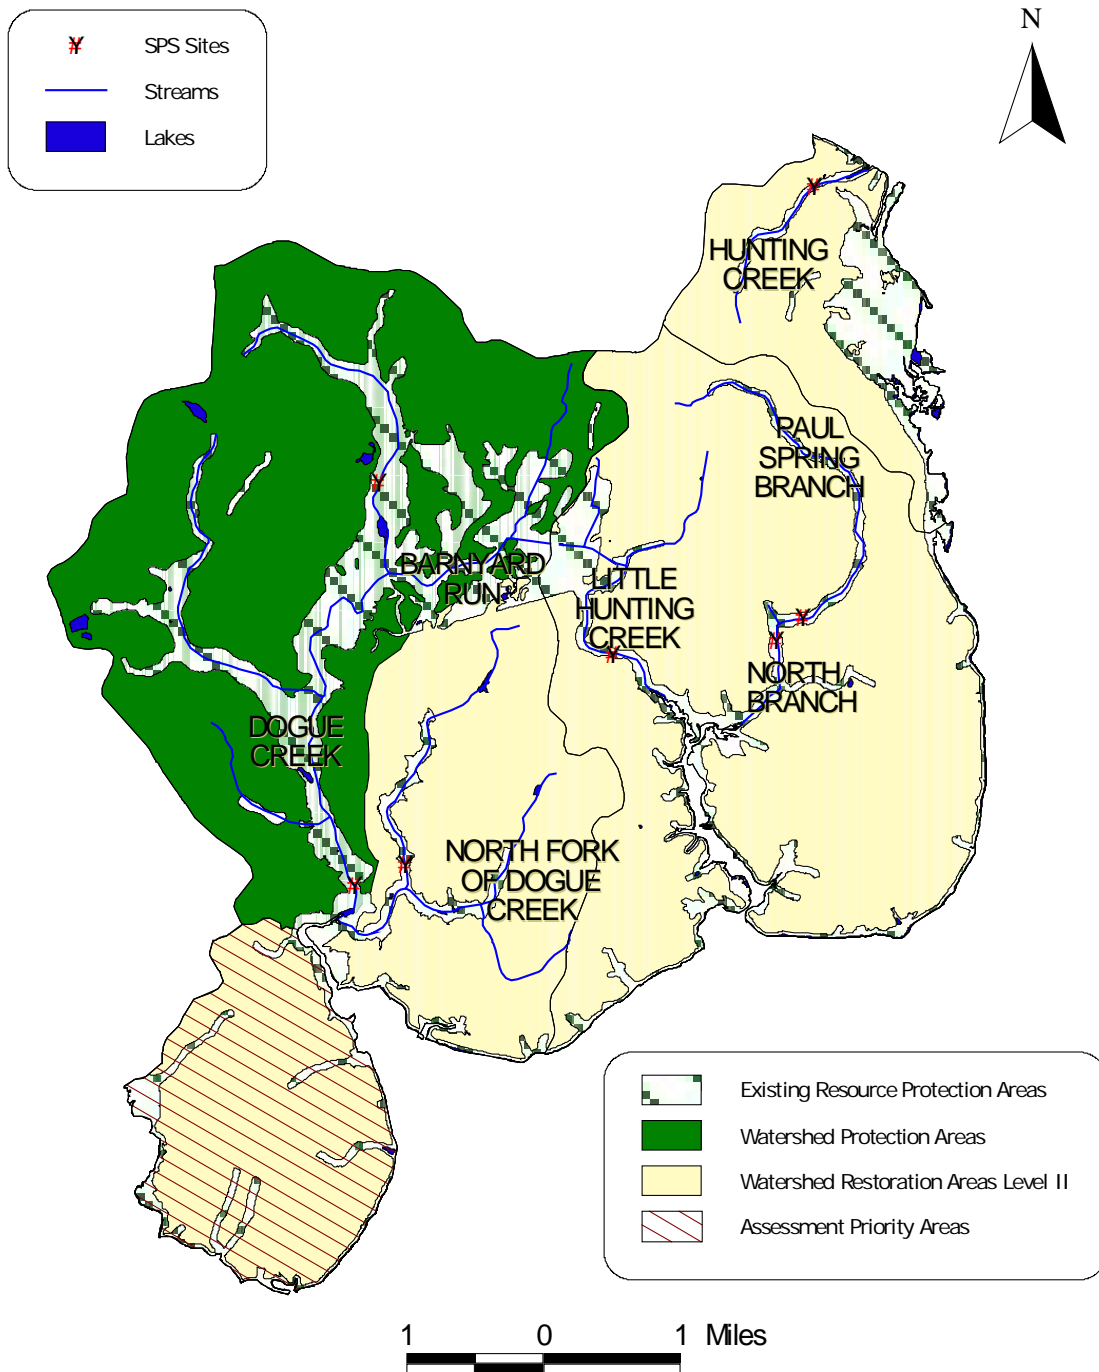 N
SPS Sites
Streams
Lakes
HUNTING
CREEK
PAUL
SPRING
BRANCH
BARNYARD
RUN
LITTLE
HUNTING
CREEK
NORTH
BRANCH
DOGUE
CREEK
NORTH FORK
OF DOGUE
CREEK
Existing Resource Protection Areas
Watershed Protection Areas
Watershed Restoration Areas Level II
Assessment Priority Areas
1 0 1 Miles